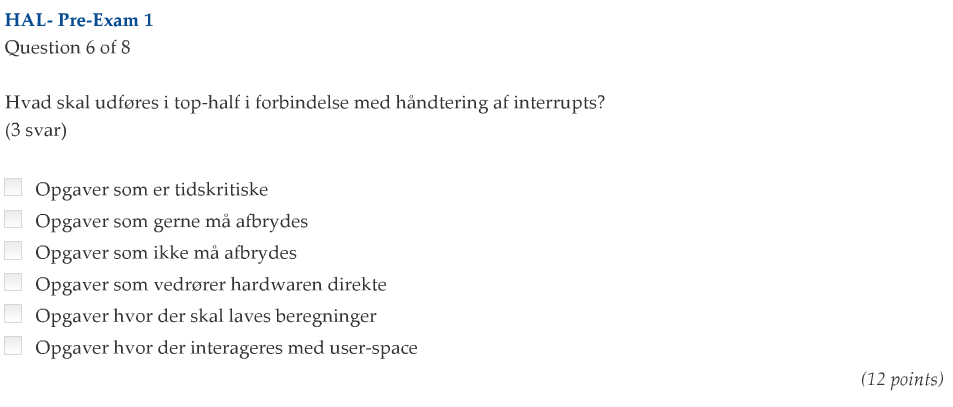 HAL- Pre-Exam 1
Question 6 of 8
Hvad skal udføres i top-half i forbindelse med håndtering af interrupts?
(3 svar)
Opgaver som er tidskritiske
Opgaver som gerne må afbrydes
Opgaver som ikke må afbrydes
Opgaver som vedrører hardwaren direkte
Opgaver hvor der skal laves beregninger
Opgaver hvor der interageres med user-space
(12 points)